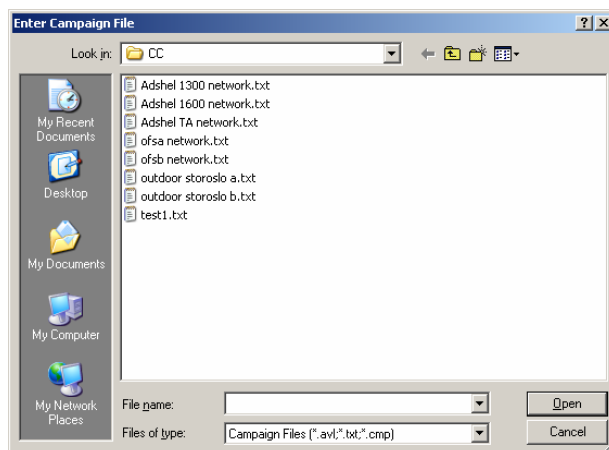 Enter Campaign File
Look in: CC
Adshel 1300 network.txt
Adshel 1600 network.txt
Adshel TA network.txt
ofsa network.txt
ofsb network.txt
outdoor storoslo a.txt
outdoor storoslo b.txt
test1.txt
My Recent
Documents
Desktop
My Documents
My Computer
My Network
Places
File name:
Open
Files of type: Campaign Files (*.avl;*.txt;*.cmp)
Cancel